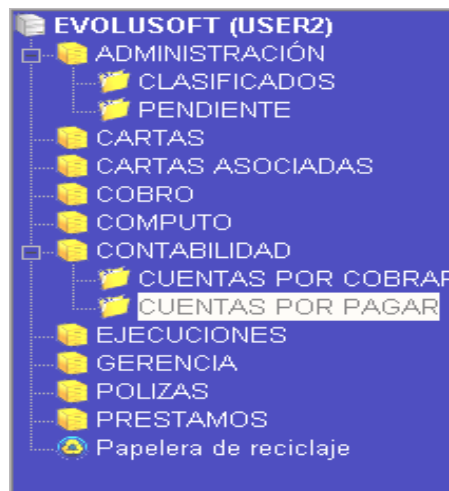 EVOLUSOFT (USER2)
ADMINISTRACIÓN
CLASIFICADOS
PENDIENTE
CARTAS
CARTAS ASOCIADAS
COBRO
COMPUTO
CONTABILIDAD
CUENTAS POR COBRAR
CUENTAS POR PAGAR
EJECUCIONES
GERENCIA
POLIZAS
PRESTAMOS
Papelera de reciclaje